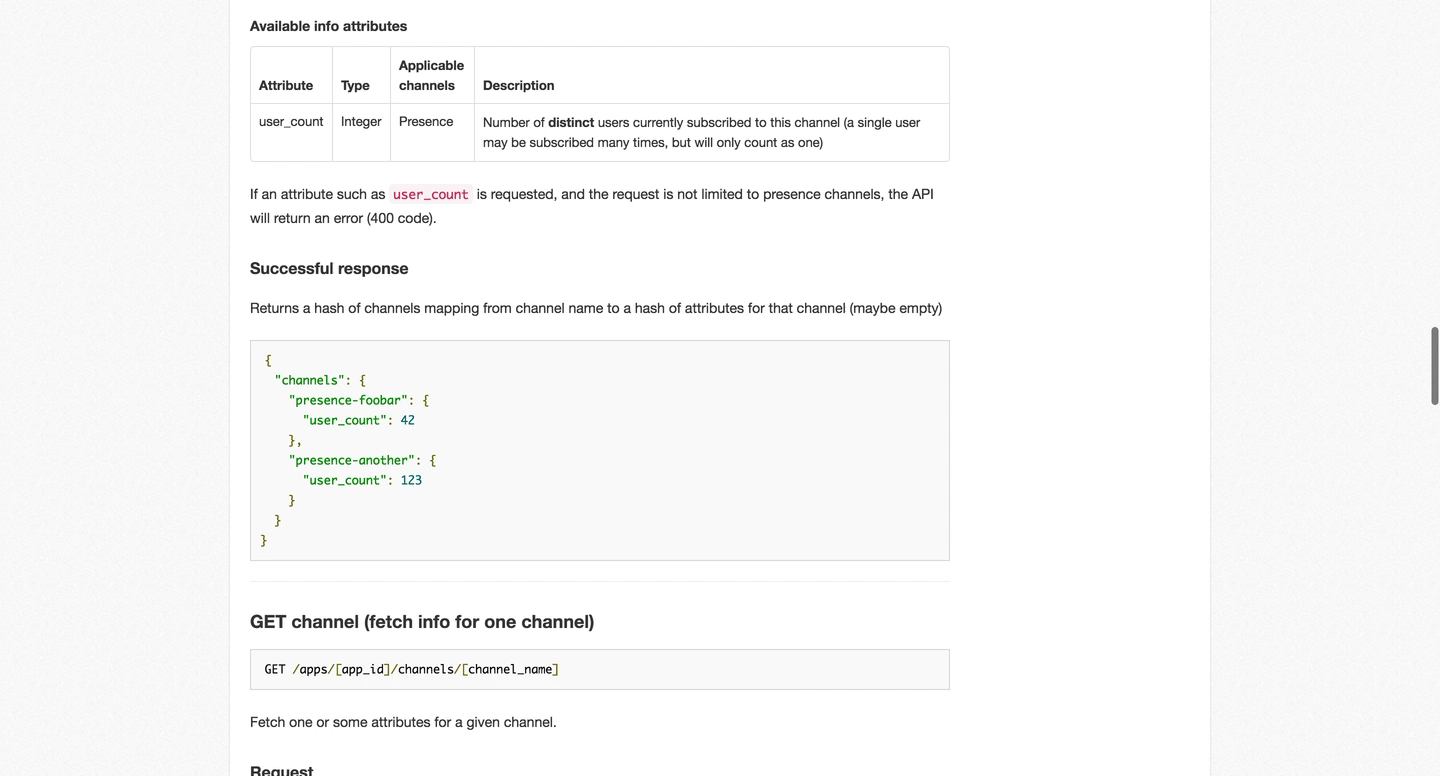 Available info attributes
Attribute Type Applicable channels Description
user_count Integer Presence Number of distinct users currently subscribed to this channel (a single user
may be subscribed many times, but will only count as one)
If an attribute such as user_count is requested, and the request is not limited to presence channels, the API
will return an error (400 code).
Successful response
Returns a hash of channels mapping from channel name to a hash of attributes for that channel (maybe empty)
{
  "channels": {
    "presence-foobar": {
      "user_count": 42
    },
    "presence-another": {
      "user_count": 123
    }
  }
}
GET channel (fetch info for one channel)
GET /apps/[app_id]/channels/[channel_name]
Fetch one or some attributes for a given channel.
Request